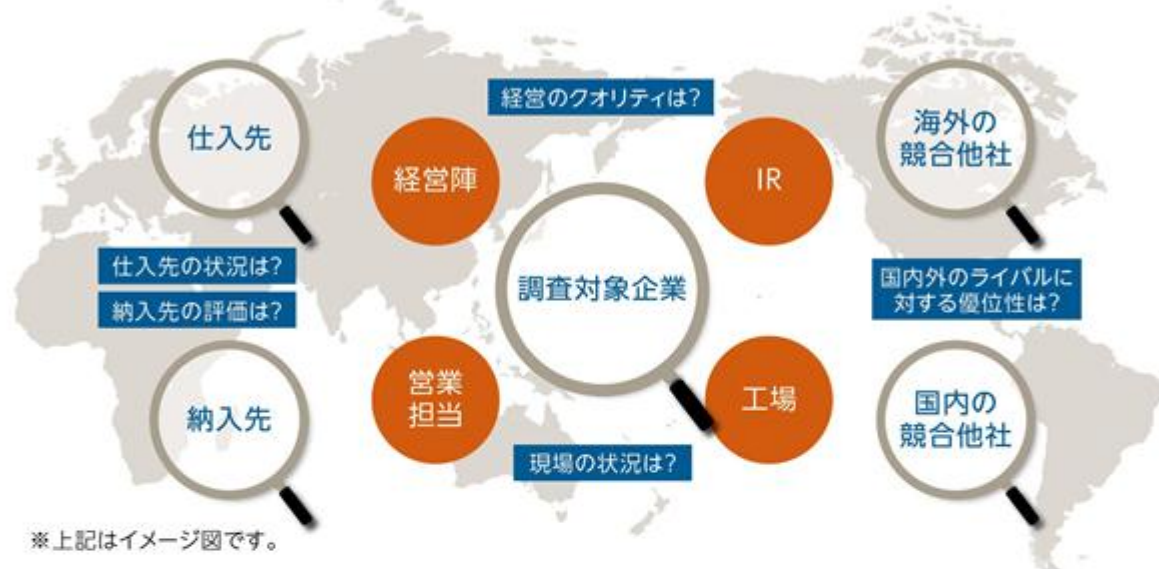 経営のクオリティは?
仕入先
経営陣
IR
海外の
競合他社
調査対象企業
仕入先の状況は?
納入先の評価は?
国内外のライバルに
対する優位性は?
営業
担当
工場
納入先
国内の
競合他社
現場の状況は?
※上記はイメージ図です。